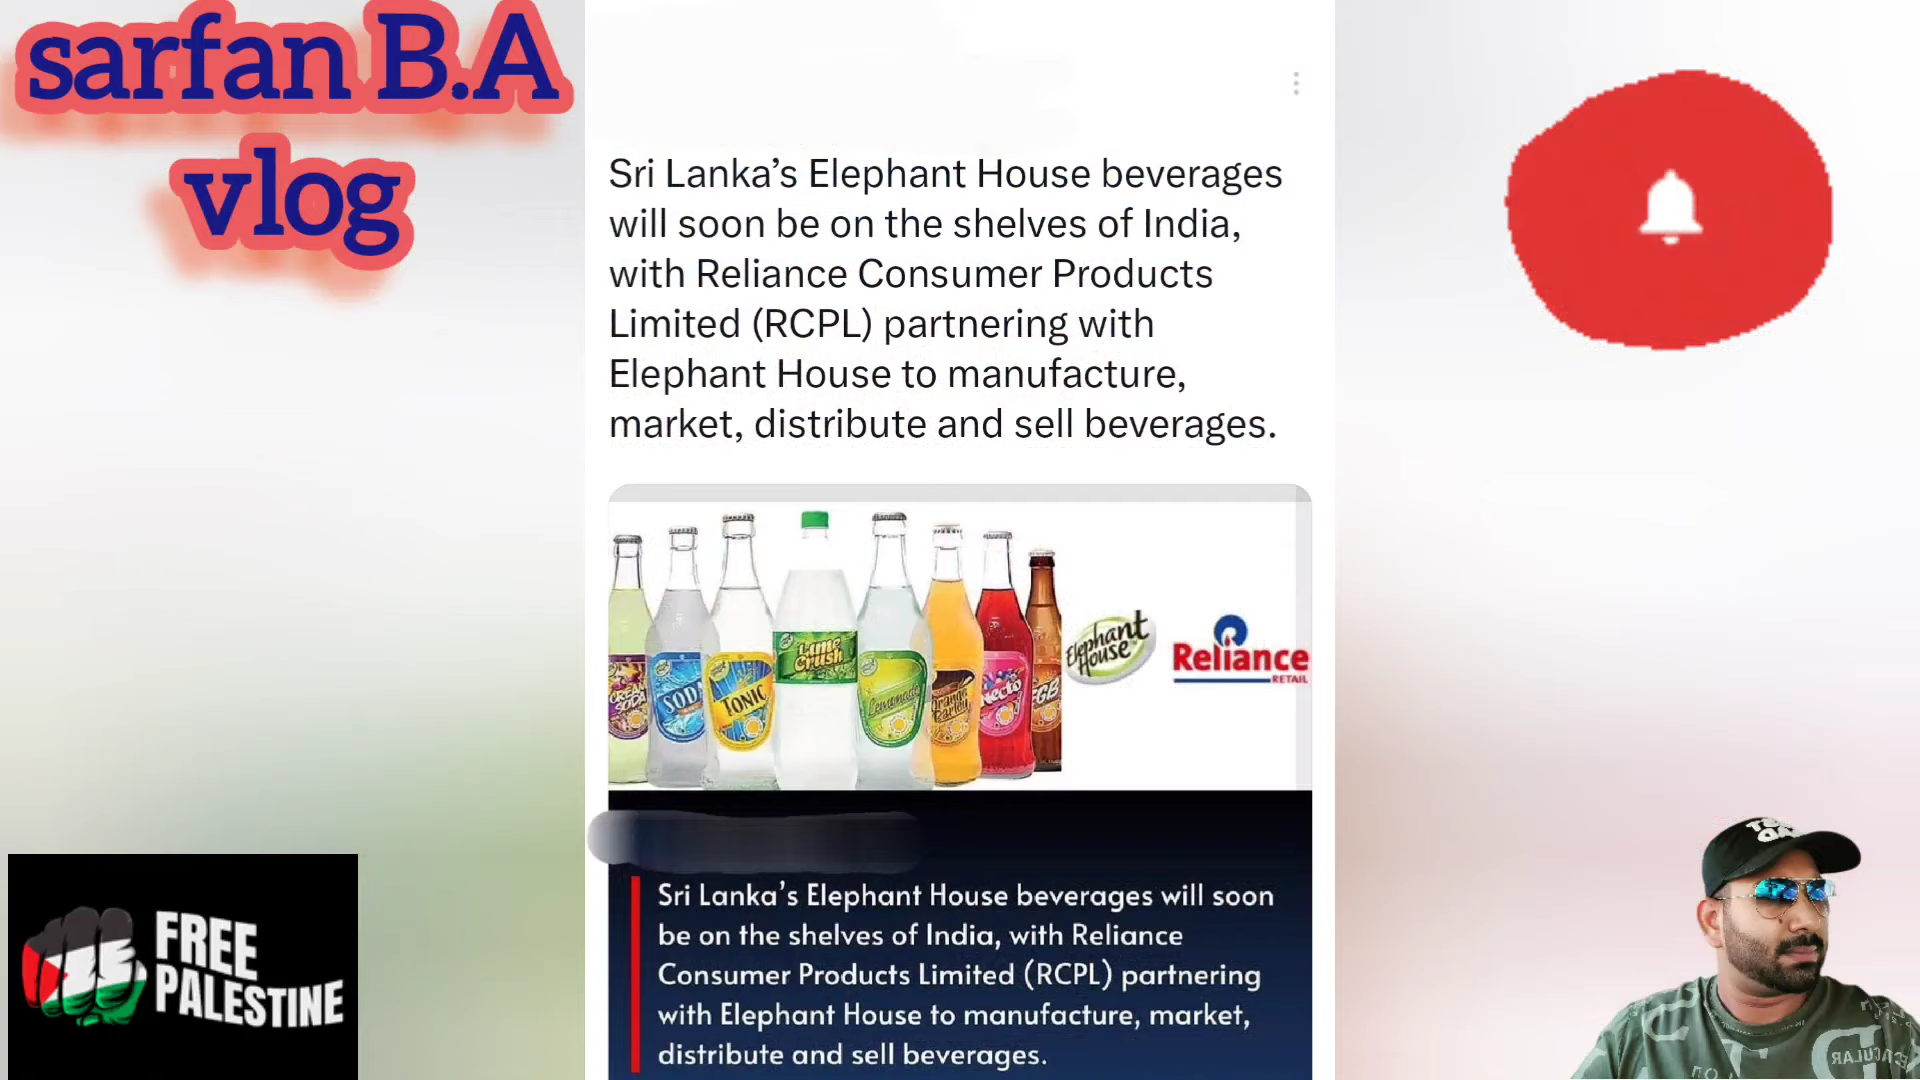 sarfan B.A
vlog
Sri Lanka’s Elephant House beverages
will soon be on the shelves of India,
with Reliance Consumer Products
Limited (RCPL) partnering with
Elephant House to manufacture,
market, distribute and sell beverages.
CREAM SODA
SODA
TONIC
Lime Crush
Lemonade
Orange Barley
Necto
EGB
Elephant House
Reliance
RETAIL
Sri Lanka’s Elephant House beverages will soon
be on the shelves of India, with Reliance
Consumer Products Limited (RCPL) partnering
with Elephant House to manufacture, market,
distribute and sell beverages.
FREE
PALESTINE